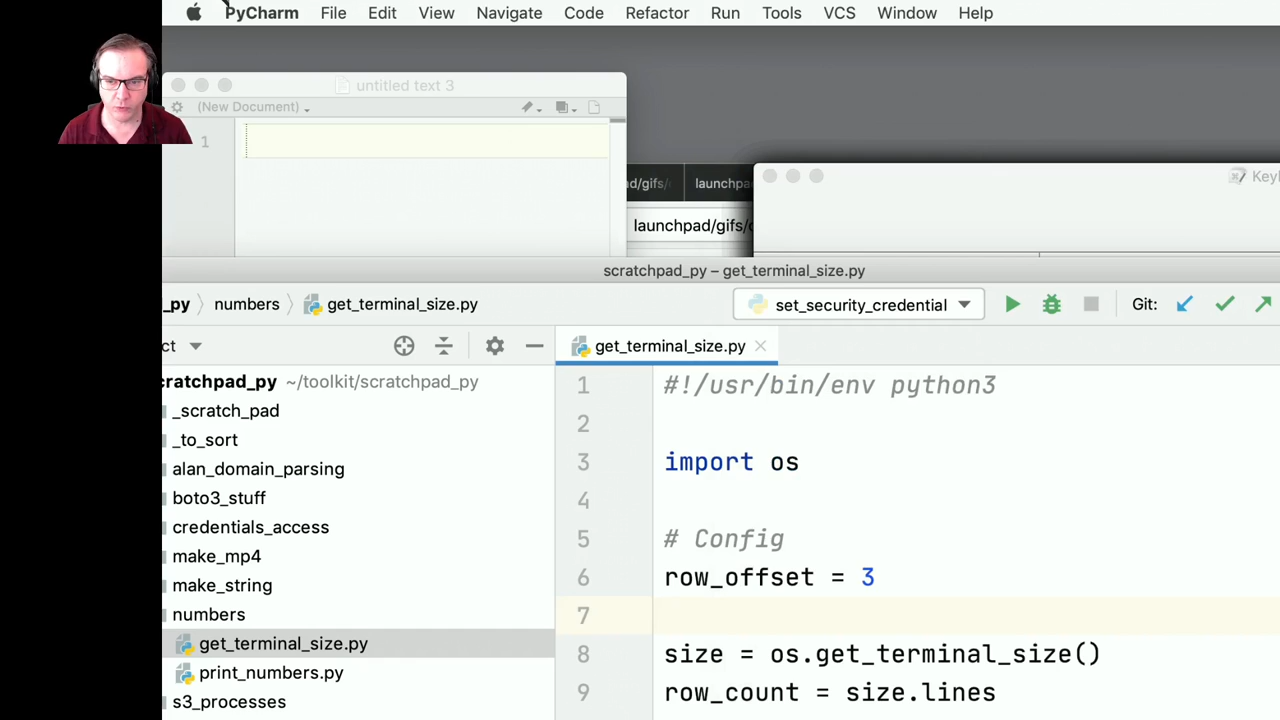 PyCharm File Edit View Navigate Code Refactor Run Tools VCS Window Help
untitled text 3
(New Document)
1
launchpad/gifs/
scratchpad_py – get_terminal_size.py
_py numbers get_terminal_size.py set_security_credential Git:
ct get_terminal_size.py
cratchpad_py ~/toolkit/scratchpad_py
_scratch_pad
_to_sort
alan_domain_parsing
boto3_stuff
credentials_access
make_mp4
make_string
numbers
get_terminal_size.py
print_numbers.py
s3_processes
1 #!/usr/bin/env python3
2
3 import os
4
5 # Config
6 row_offset = 3
7
8 size = os.get_terminal_size()
9 row_count = size.lines